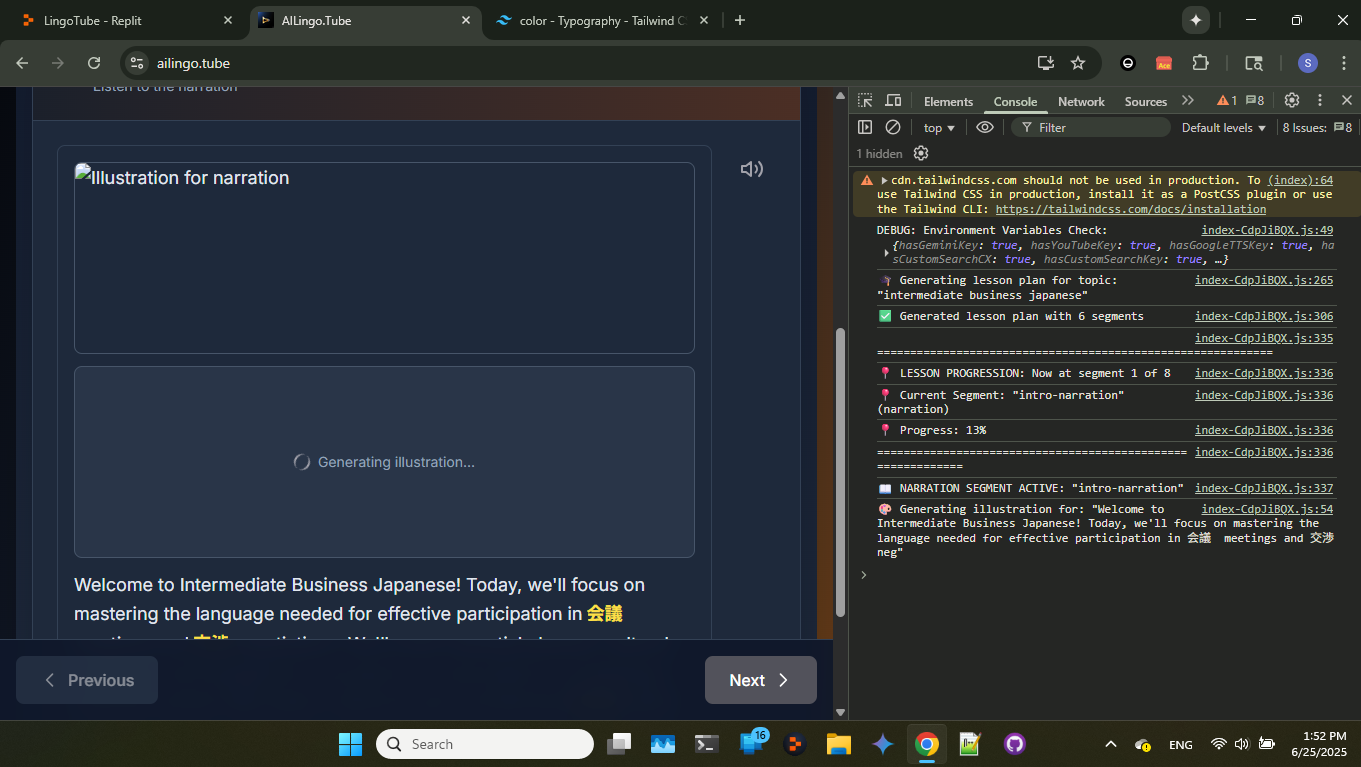 LingoTube - Replit
AILingo.Tube
color - Typography - Tailwind C
ailingo.tube
Ace
S
Listen to the narration
Illustration for narration
Generating illustration...
Welcome to Intermediate Business Japanese! Today, we'll focus on
mastering the language needed for effective participation in 会議
Previous
Next
Elements
Console
Network
Sources
1
8
top
Filter
Default levels
8 Issues:
8
1 hidden
cdn.tailwindcss.com should not be used in production. To (index):64
use Tailwind CSS in production, install it as a PostCSS plugin or use
the Tailwind CLI: https://tailwindcss.com/docs/installation
DEBUG: Environment Variables Check: index-CdpJiBQX.js:49
{hasGeminiKey: true, hasYouTubeKey: true, hasGoogleTTSKey: true, ha
sCustomSearchCX: true, hasCustomSearchKey: true, …}
Generating lesson plan for topic: index-CdpJiBQX.js:265
"intermediate business japanese"
Generated lesson plan with 6 segments index-CdpJiBQX.js:306
index-CdpJiBQX.js:335
============================================================
LESSON PROGRESSION: Now at segment 1 of 8 index-CdpJiBQX.js:336
Current Segment: "intro-narration" index-CdpJiBQX.js:336
(narration)
Progress: 13% index-CdpJiBQX.js:336
=============================================== index-CdpJiBQX.js:336
=============
NARRATION SEGMENT ACTIVE: "intro-narration" index-CdpJiBQX.js:337
Generating illustration for: "Welcome to index-CdpJiBQX.js:54
Intermediate Business Japanese! Today, we'll focus on mastering the
language needed for effective participation in 会議 meetings and 交渉
neg"
Search
16
ENG
1:52 PM
6/25/2025